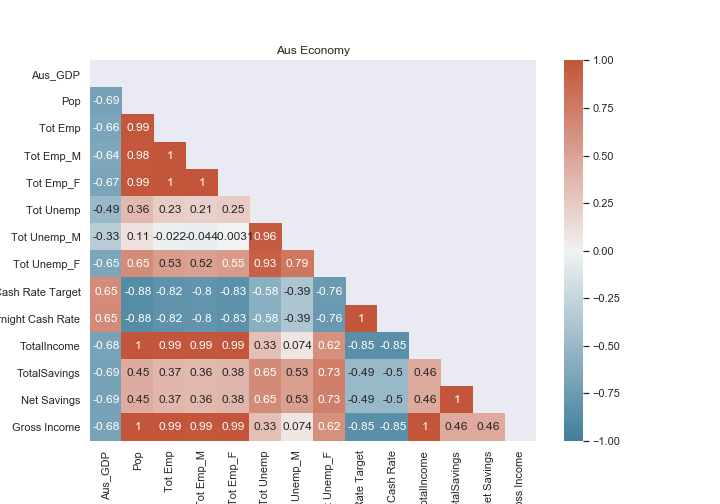 Aus Economy
Aus_GDP
Pop -0.69
Tot Emp -0.66 0.99
Tot Emp_M -0.64 0.98 1
Tot Emp_F -0.67 0.99 1 1
Tot Unemp -0.49 0.36 0.23 0.21 0.25
Tot Unemp_M -0.33 0.11 -0.022 -0.044 0.0031 0.96
Tot Unemp_F -0.65 0.65 0.53 0.52 0.55 0.93 0.79
Cash Rate Target 0.65 -0.88 -0.82 -0.8 -0.83 -0.58 -0.39 -0.76
rnight Cash Rate 0.65 -0.88 -0.82 -0.8 -0.83 -0.58 -0.39 -0.76 1
TotalIncome -0.68 1 0.99 0.99 0.99 0.33 0.074 0.62 -0.85 -0.85
TotalSavings -0.69 0.45 0.37 0.36 0.38 0.65 0.53 0.73 -0.49 -0.5 0.46
Net Savings -0.69 0.45 0.37 0.36 0.38 0.65 0.53 0.73 -0.49 -0.5 0.46 1
Gross Income -0.68 1 0.99 0.99 0.99 0.33 0.074 0.62 -0.85 -0.85 1 0.46 0.46
Aus_GDP
Pop
Tot Emp
Tot Emp_M
Tot Emp_F
Tot Unemp
Unemp_M
Unemp_F
Rate Target
Cash Rate
otalIncome
talSavings
et Savings
ss Income
1.00
0.75
0.50
0.25
0.00
−0.25
−0.50
−0.75
−1.00